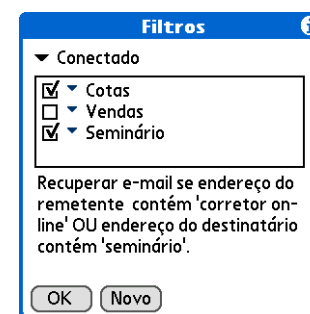 Filtros
Conectado
Cotas
Vendas
Seminário
Recuperar e-mail se endereço do
remetente contém 'corretor on-
line' OU endereço do destinatário
contém 'seminário'.
OK Novo